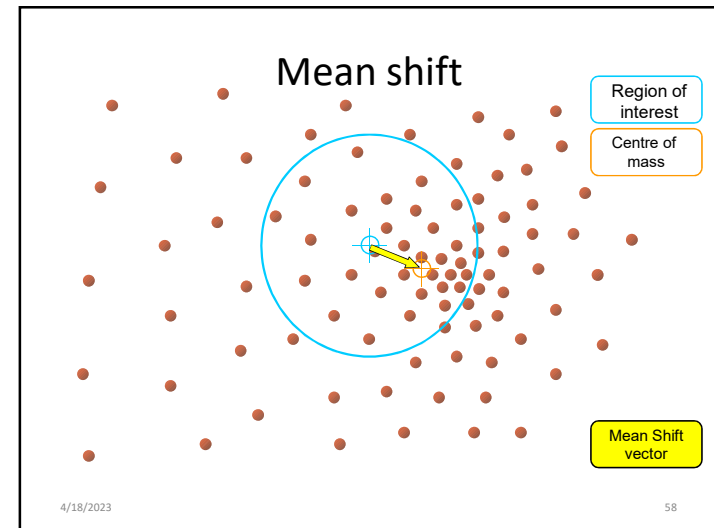 Mean shift
Region of
interest
Centre of
mass
Mean Shift
vector
4/18/2023
58